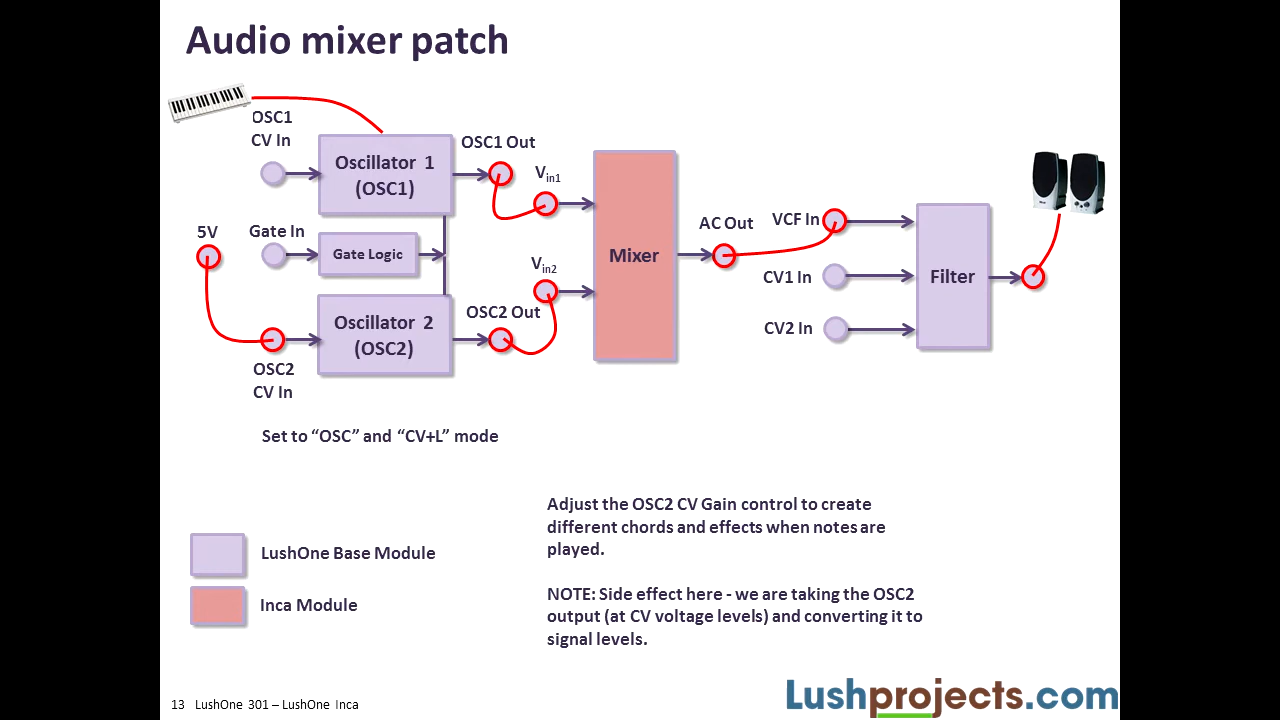 Audio mixer patch
OSC1
CV In
Oscillator 1
(OSC1)
OSC1 Out
Vin1
5V
Gate In
Gate Logic
Vin2
Mixer
AC Out
VCF In
CV1 In
CV2 In
Filter
Oscillator 2
(OSC2)
OSC2 Out
OSC2
CV In
Set to “OSC” and “CV+L” mode
Adjust the OSC2 CV Gain control to create
different chords and effects when notes are
played.
NOTE: Side effect here - we are taking the OSC2
output (at CV voltage levels) and converting it to
signal levels.
LushOne Base Module
Inca Module
13 LushOne 301 – LushOne Inca
Lushprojects.com